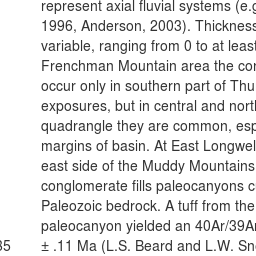 represent axial fluvial systems (e.g
1996, Anderson, 2003). Thickness
variable, ranging from 0 to at least
Frenchman Mountain area the con
occur only in southern part of Thu
exposures, but in central and north
quadrangle they are common, esp
margins of basin. At East Longwel
east side of the Muddy Mountains
conglomerate fills paleocanyons c
Paleozoic bedrock. A tuff from the
paleocanyon yielded an 40Ar/39Ar
35 ± .11 Ma (L.S. Beard and L.W. Sne